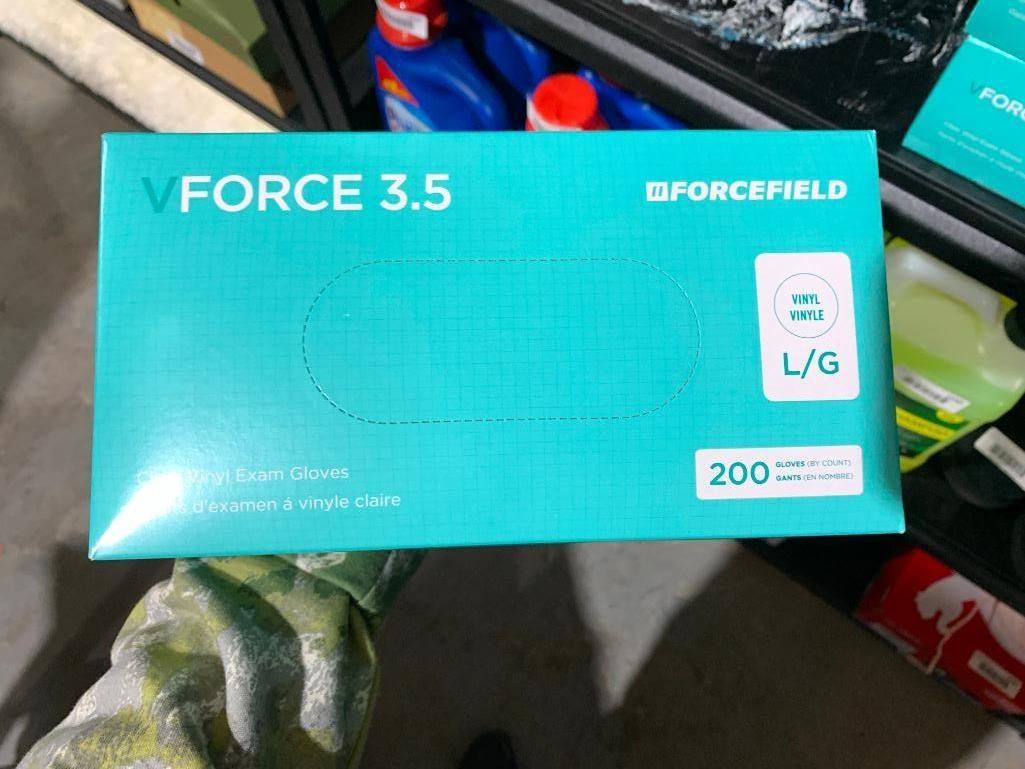 VFORCE 3.5
FORCEFIELD
VINYL
VINYLE
L/G
200 GLOVES (BY COUNT)
GANTS (EN NOMBRE)
Vinyl Exam Gloves
d'examen á vinyle claire
VFORC